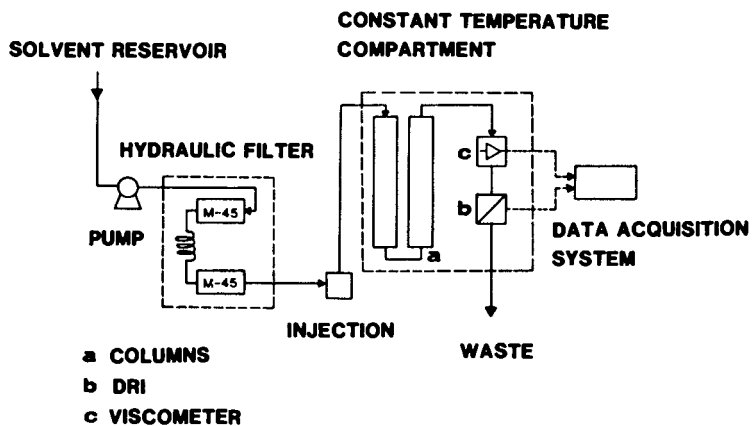 CONSTANT TEMPERATURE
COMPARTMENT
SOLVENT RESERVOIR
HYDRAULIC FILTER
PUMP
M-45
M-45
INJECTION
a
c
b
DATA ACQUISITION
SYSTEM
WASTE
a COLUMNS
b DRI
c VISCOMETER